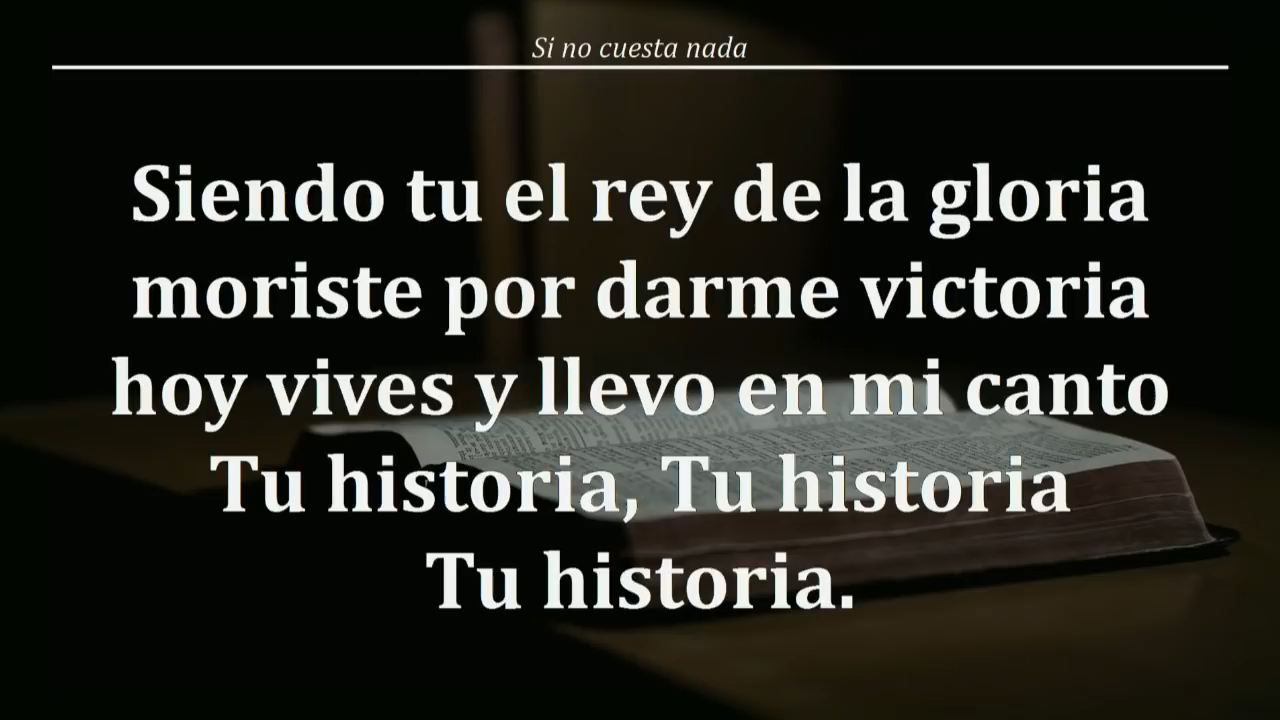 Si no cuesta nada
Siendo tu el rey de la gloria
moriste por darme victoria
hoy vives y llevo en mi canto
Tu historia, Tu historia
Tu historia.